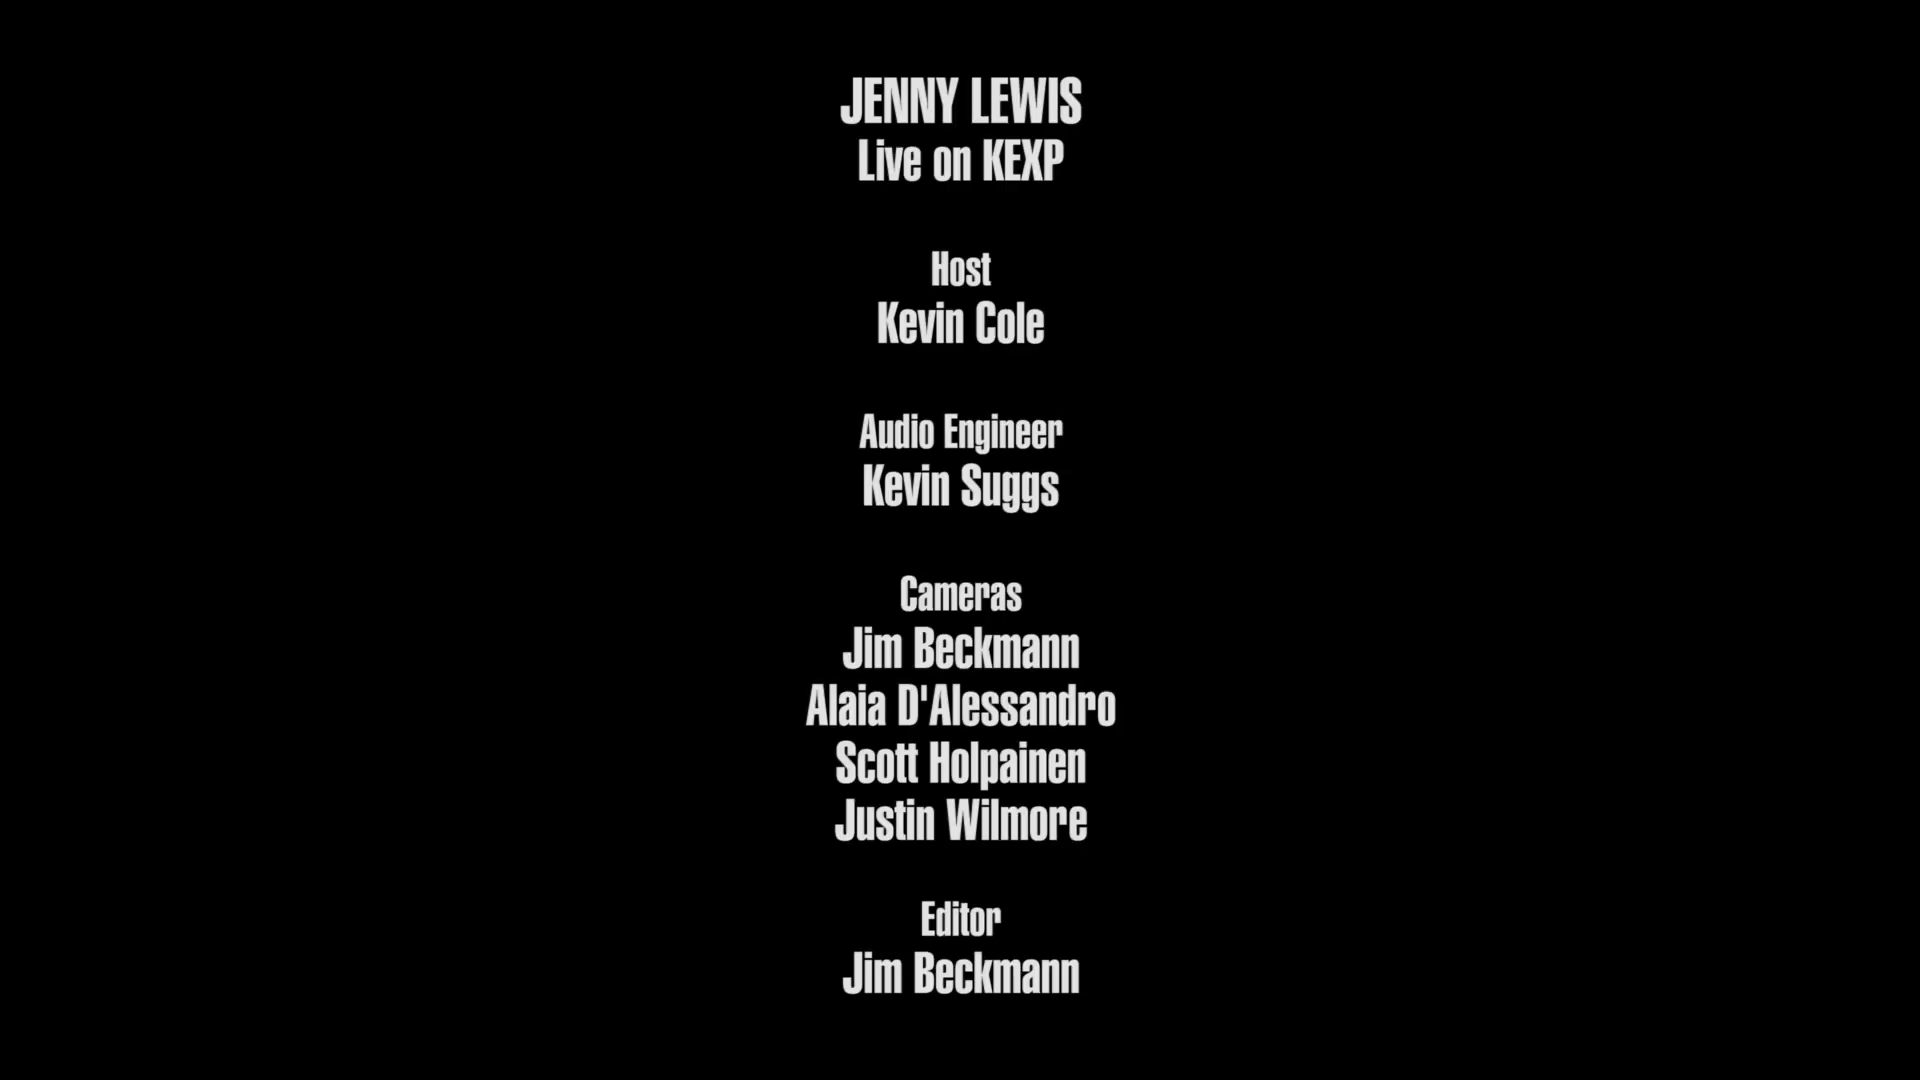 JENNY LEWIS
Live on KEXP
Host
Kevin Cole
Audio Engineer
Kevin Suggs
Cameras
Jim Beckmann
Alaia D'Alessandro
Scott Holpainen
Justin Wilmore
Editor
Jim Beckmann